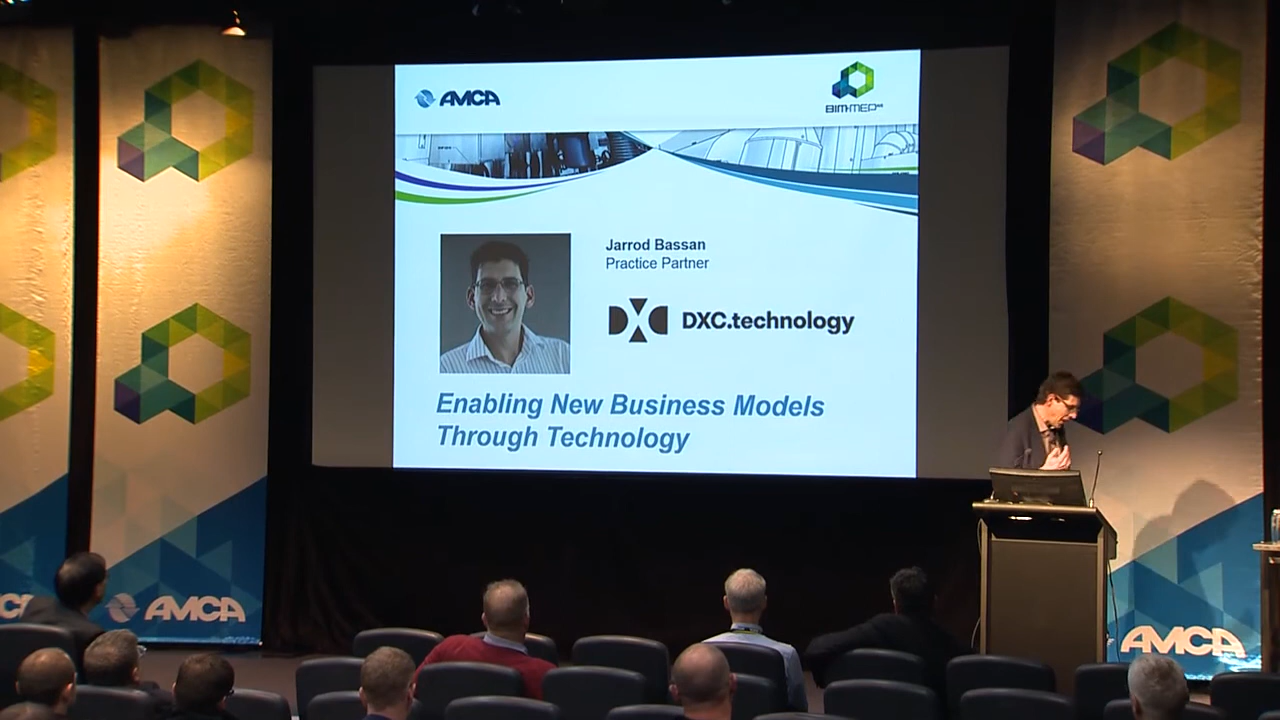 AMCA
BIM-MEP
Jarrod Bassan
Practice Partner
DXC.technology
Enabling New Business Models
Through Technology
AMCA
AMCA